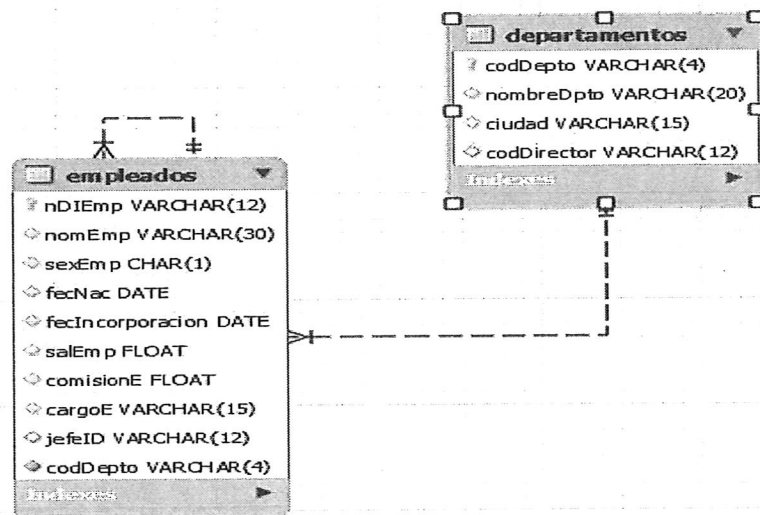 departamentos
codDepto VARCHAR(4)
nombreDpto VARCHAR(20)
ciudad VARCHAR(15)
codDirector VARCHAR(12)
Indexes
empleados
nDIEmp VARCHAR(12)
nomEmp VARCHAR(30)
sexEmp CHAR(1)
fecNac DATE
fecIncorporacion DATE
salEmp FLOAT
comisionE FLOAT
cargoE VARCHAR(15)
jefeID VARCHAR(12)
codDepto VARCHAR(4)
Indexes